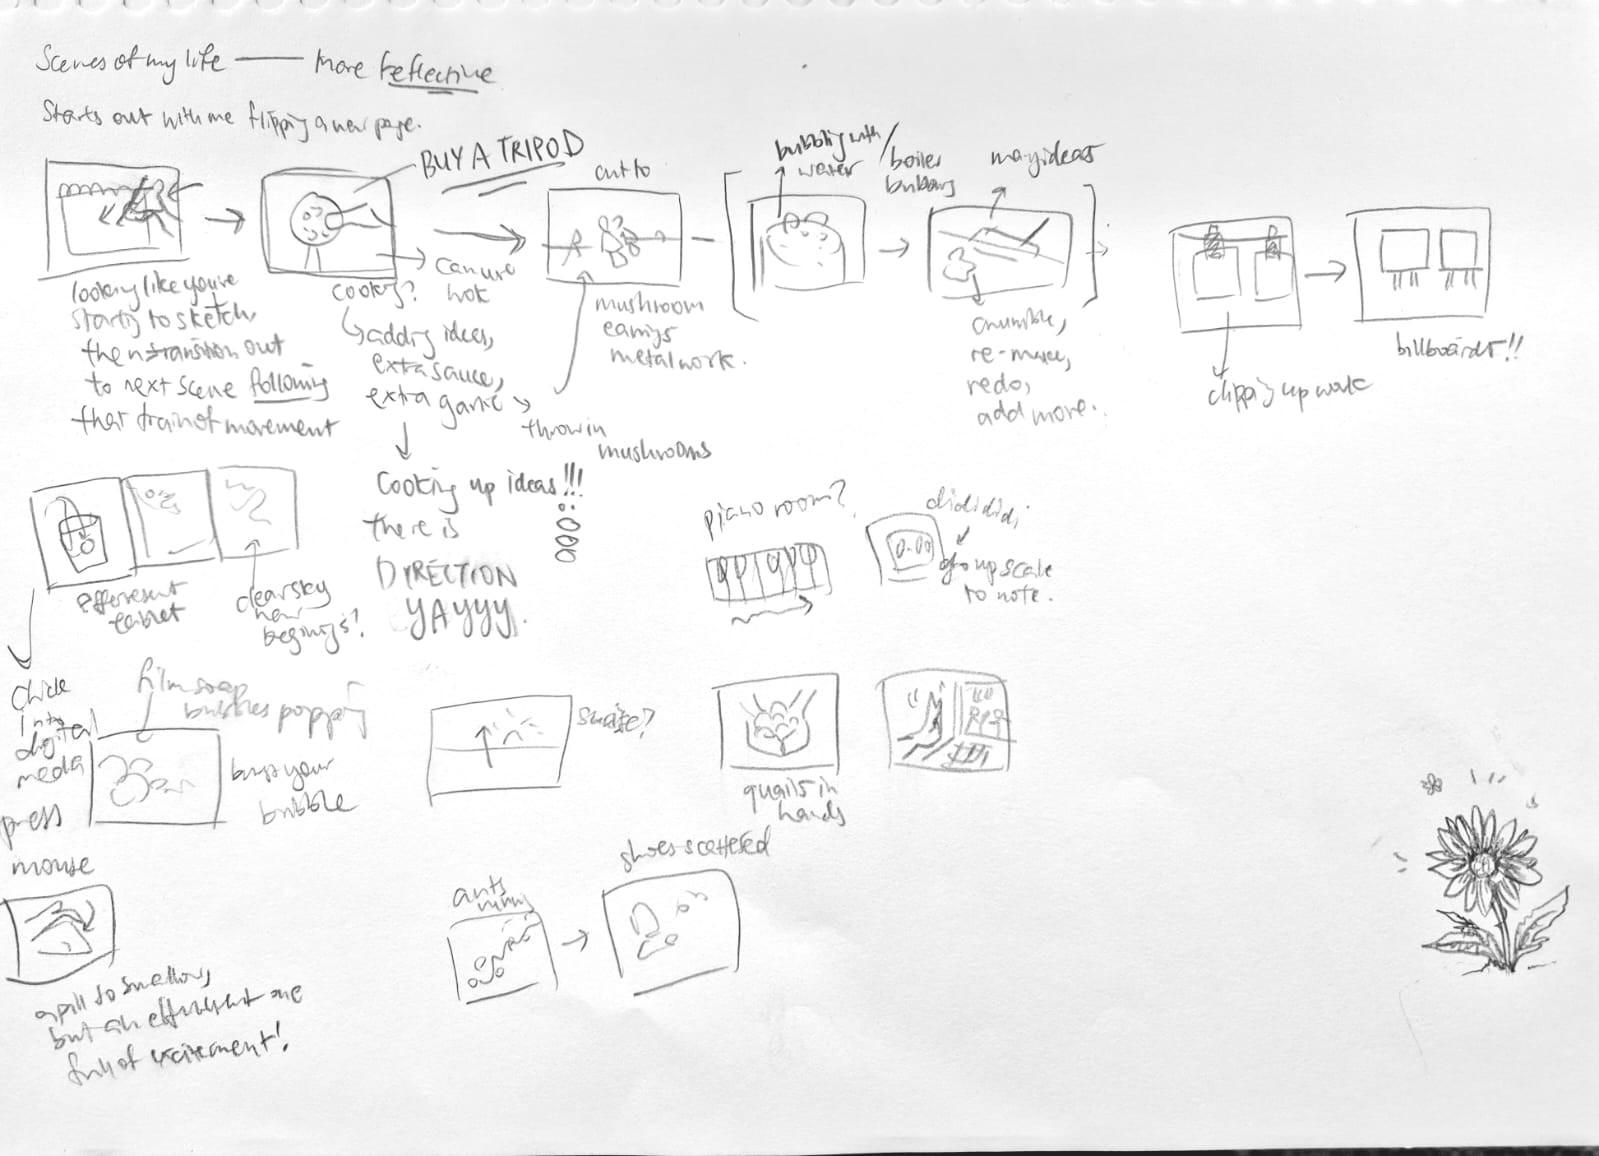 Scenes of my life —— more reflective
Starts out with me flipping a new page.
BUY A TRIPOD
cut to
bubbling with
water
/
boiler
bubbling
many ideas
looking like you're
starting to sketch,
then transition out
to next scene following
that train of movement
cooking?
can use
wok
↳ adding ideas,
extra sauce,
extra garlic
throw in
mushrooms
mushroom
earrings
metalwork.
crumble,
re-make,
redo,
add more.
clipping up work
billboards!!
Cooking up ideas!!!
there is
DIRECTION
YAYYY.
effervescent
tablet
clear sky
new
beginnings?
piano room?
didididi
group scale
to note.
click
into
digital
media
press
mouse
film soap
bubbles popping
burst your
bubble
sunrise?
quails in
hands
ants
shoes scattered
a pill to swallow,
but an effervescent one
full of excitement!